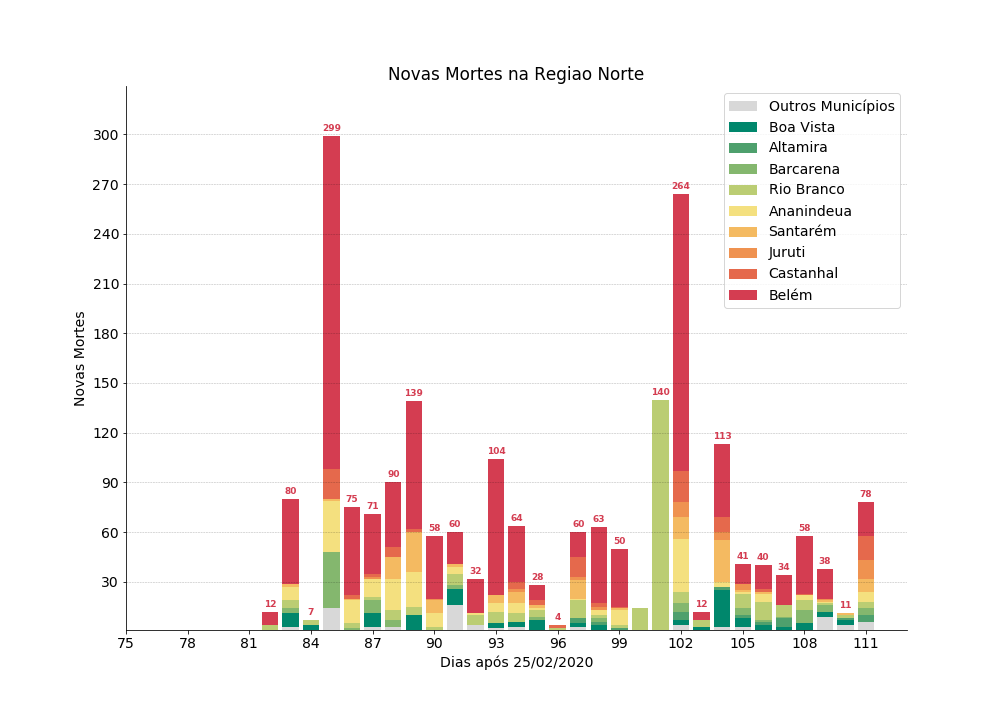 Novas Mortes na Regiao Norte
Novas Mortes
300
270
240
210
180
150
120
90
60
30
299
264
139
140
113
104
90
80
75
71
58
60
32
64
28
4
60
63
50
12
7
12
41
40
34
58
38
11
78
Outros Municípios
Boa Vista
Altamira
Barcarena
Rio Branco
Ananindeua
Santarém
Juruti
Castanhal
Belém
75 78 81 84 87 90 93 96 99 102 105 108 111
Dias após 25/02/2020